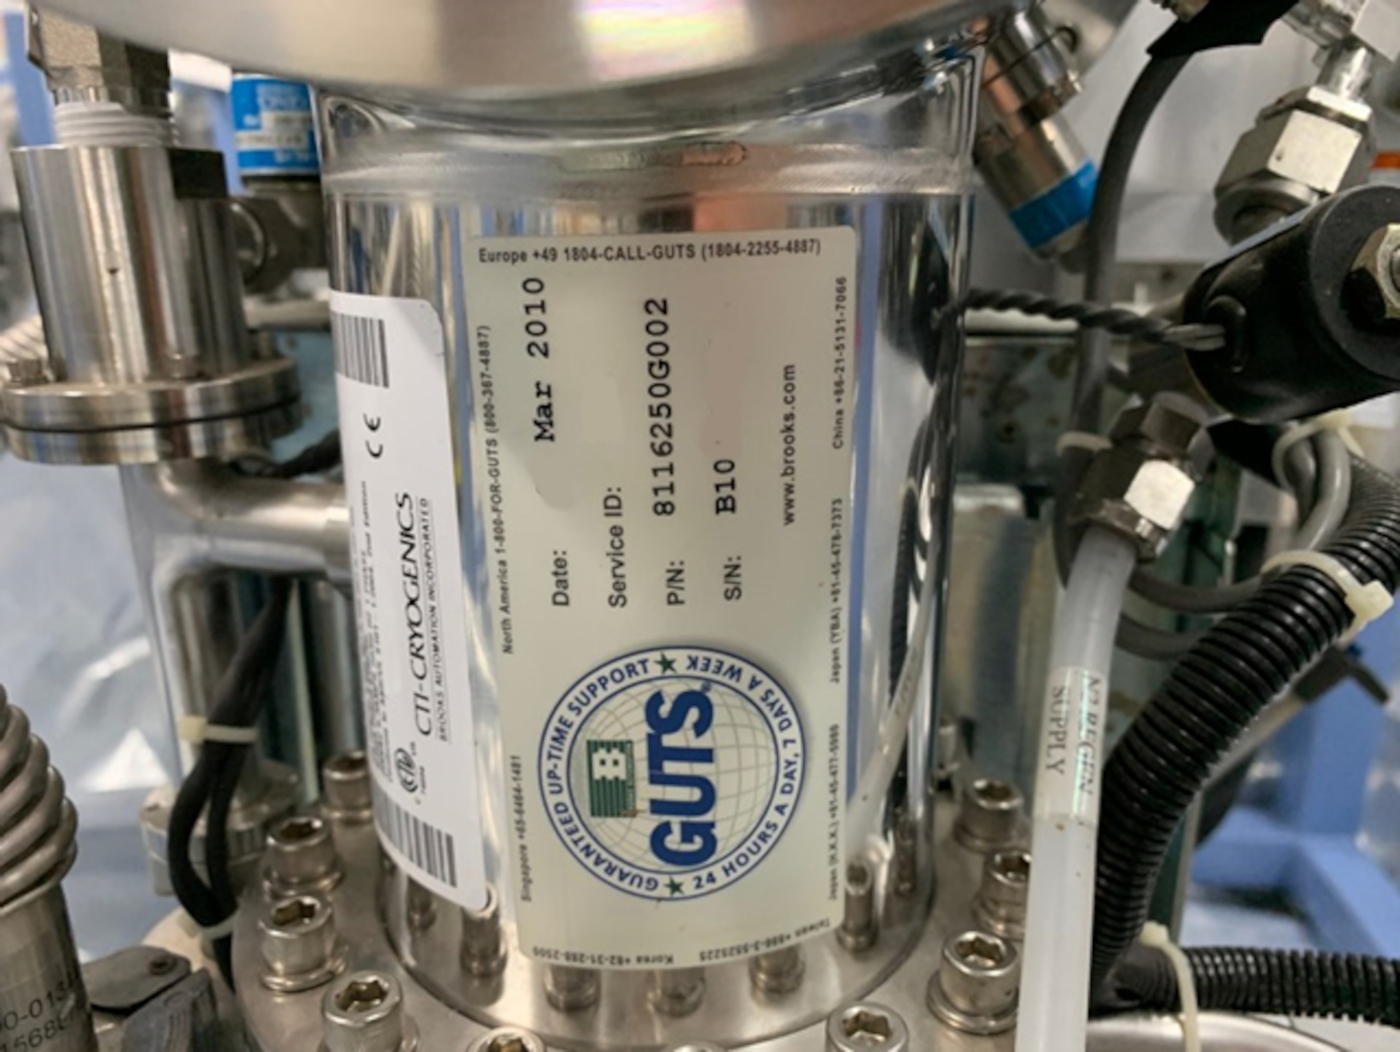 Europe +49 1804-CALL-GUTS (1804-2255-4887)
North America 1-800-FOR-GUTS (800-367-4887)
Singapore +65-6464-1481
Date: Mar 2010
Service ID:
P/N: 8116250G002
S/N: B10
www.brooks.com
China +86-21-5131-7066
Japan (YBA) +81-45-478-7373
Japan (K.K.) +81-45-477-5980
Taiwan +886-3-5525225
Korea +82-31-288-2500
GUARANTEED UP-TIME SUPPORT
24 HOURS A DAY, 7 DAYS A WEEK
GUTS
CE
CTI-CRYOGENICS
BROOKS AUTOMATION INCORPORATED
N2 REGEN
SUPPLY